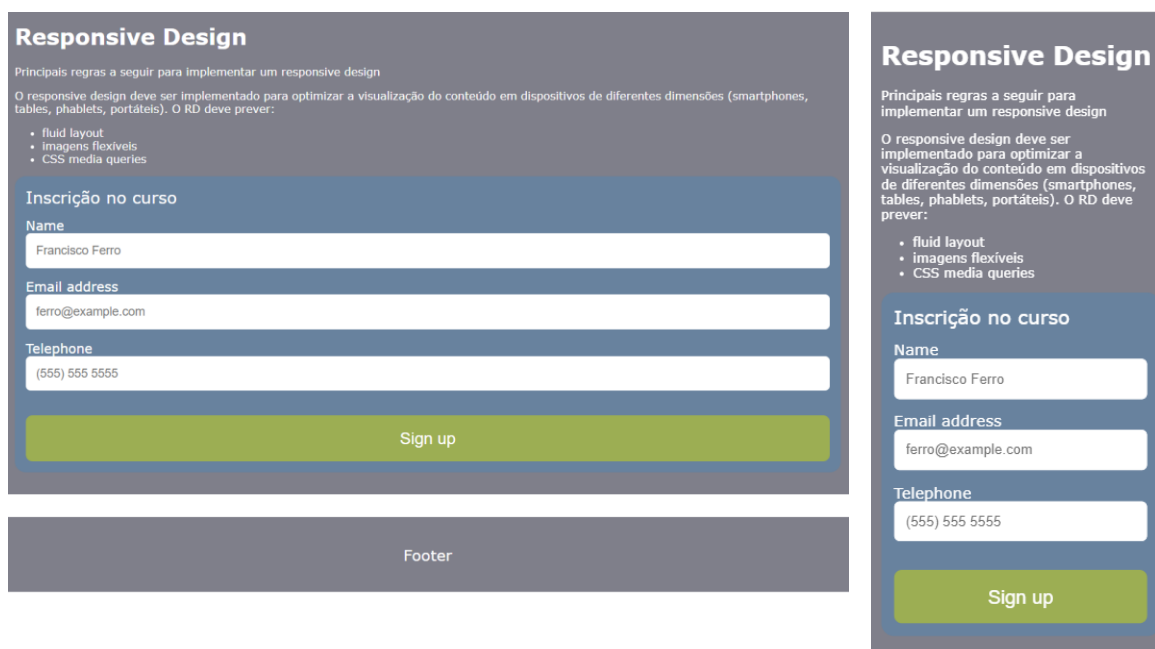 Responsive Design
Principais regras a seguir para implementar um responsive design
O responsive design deve ser implementado para optimizar a visualização do conteúdo em dispositivos de diferentes dimensões (smartphones,
tables, phablets, portáteis). O RD deve prever:
• fluid layout
• imagens flexíveis
• CSS media queries
Inscrição no curso
Name
Francisco Ferro
Email address
ferro@example.com
Telephone
(555) 555 5555
Sign up
Footer
Responsive Design
Principais regras a seguir para
implementar um responsive design
O responsive design deve ser
implementado para optimizar a
visualização do conteúdo em dispositivos
de diferentes dimensões (smartphones,
tables, phablets, portáteis). O RD deve
prever:
• fluid layout
• imagens flexíveis
• CSS media queries
Inscrição no curso
Name
Francisco Ferro
Email address
ferro@example.com
Telephone
(555) 555 5555
Sign up